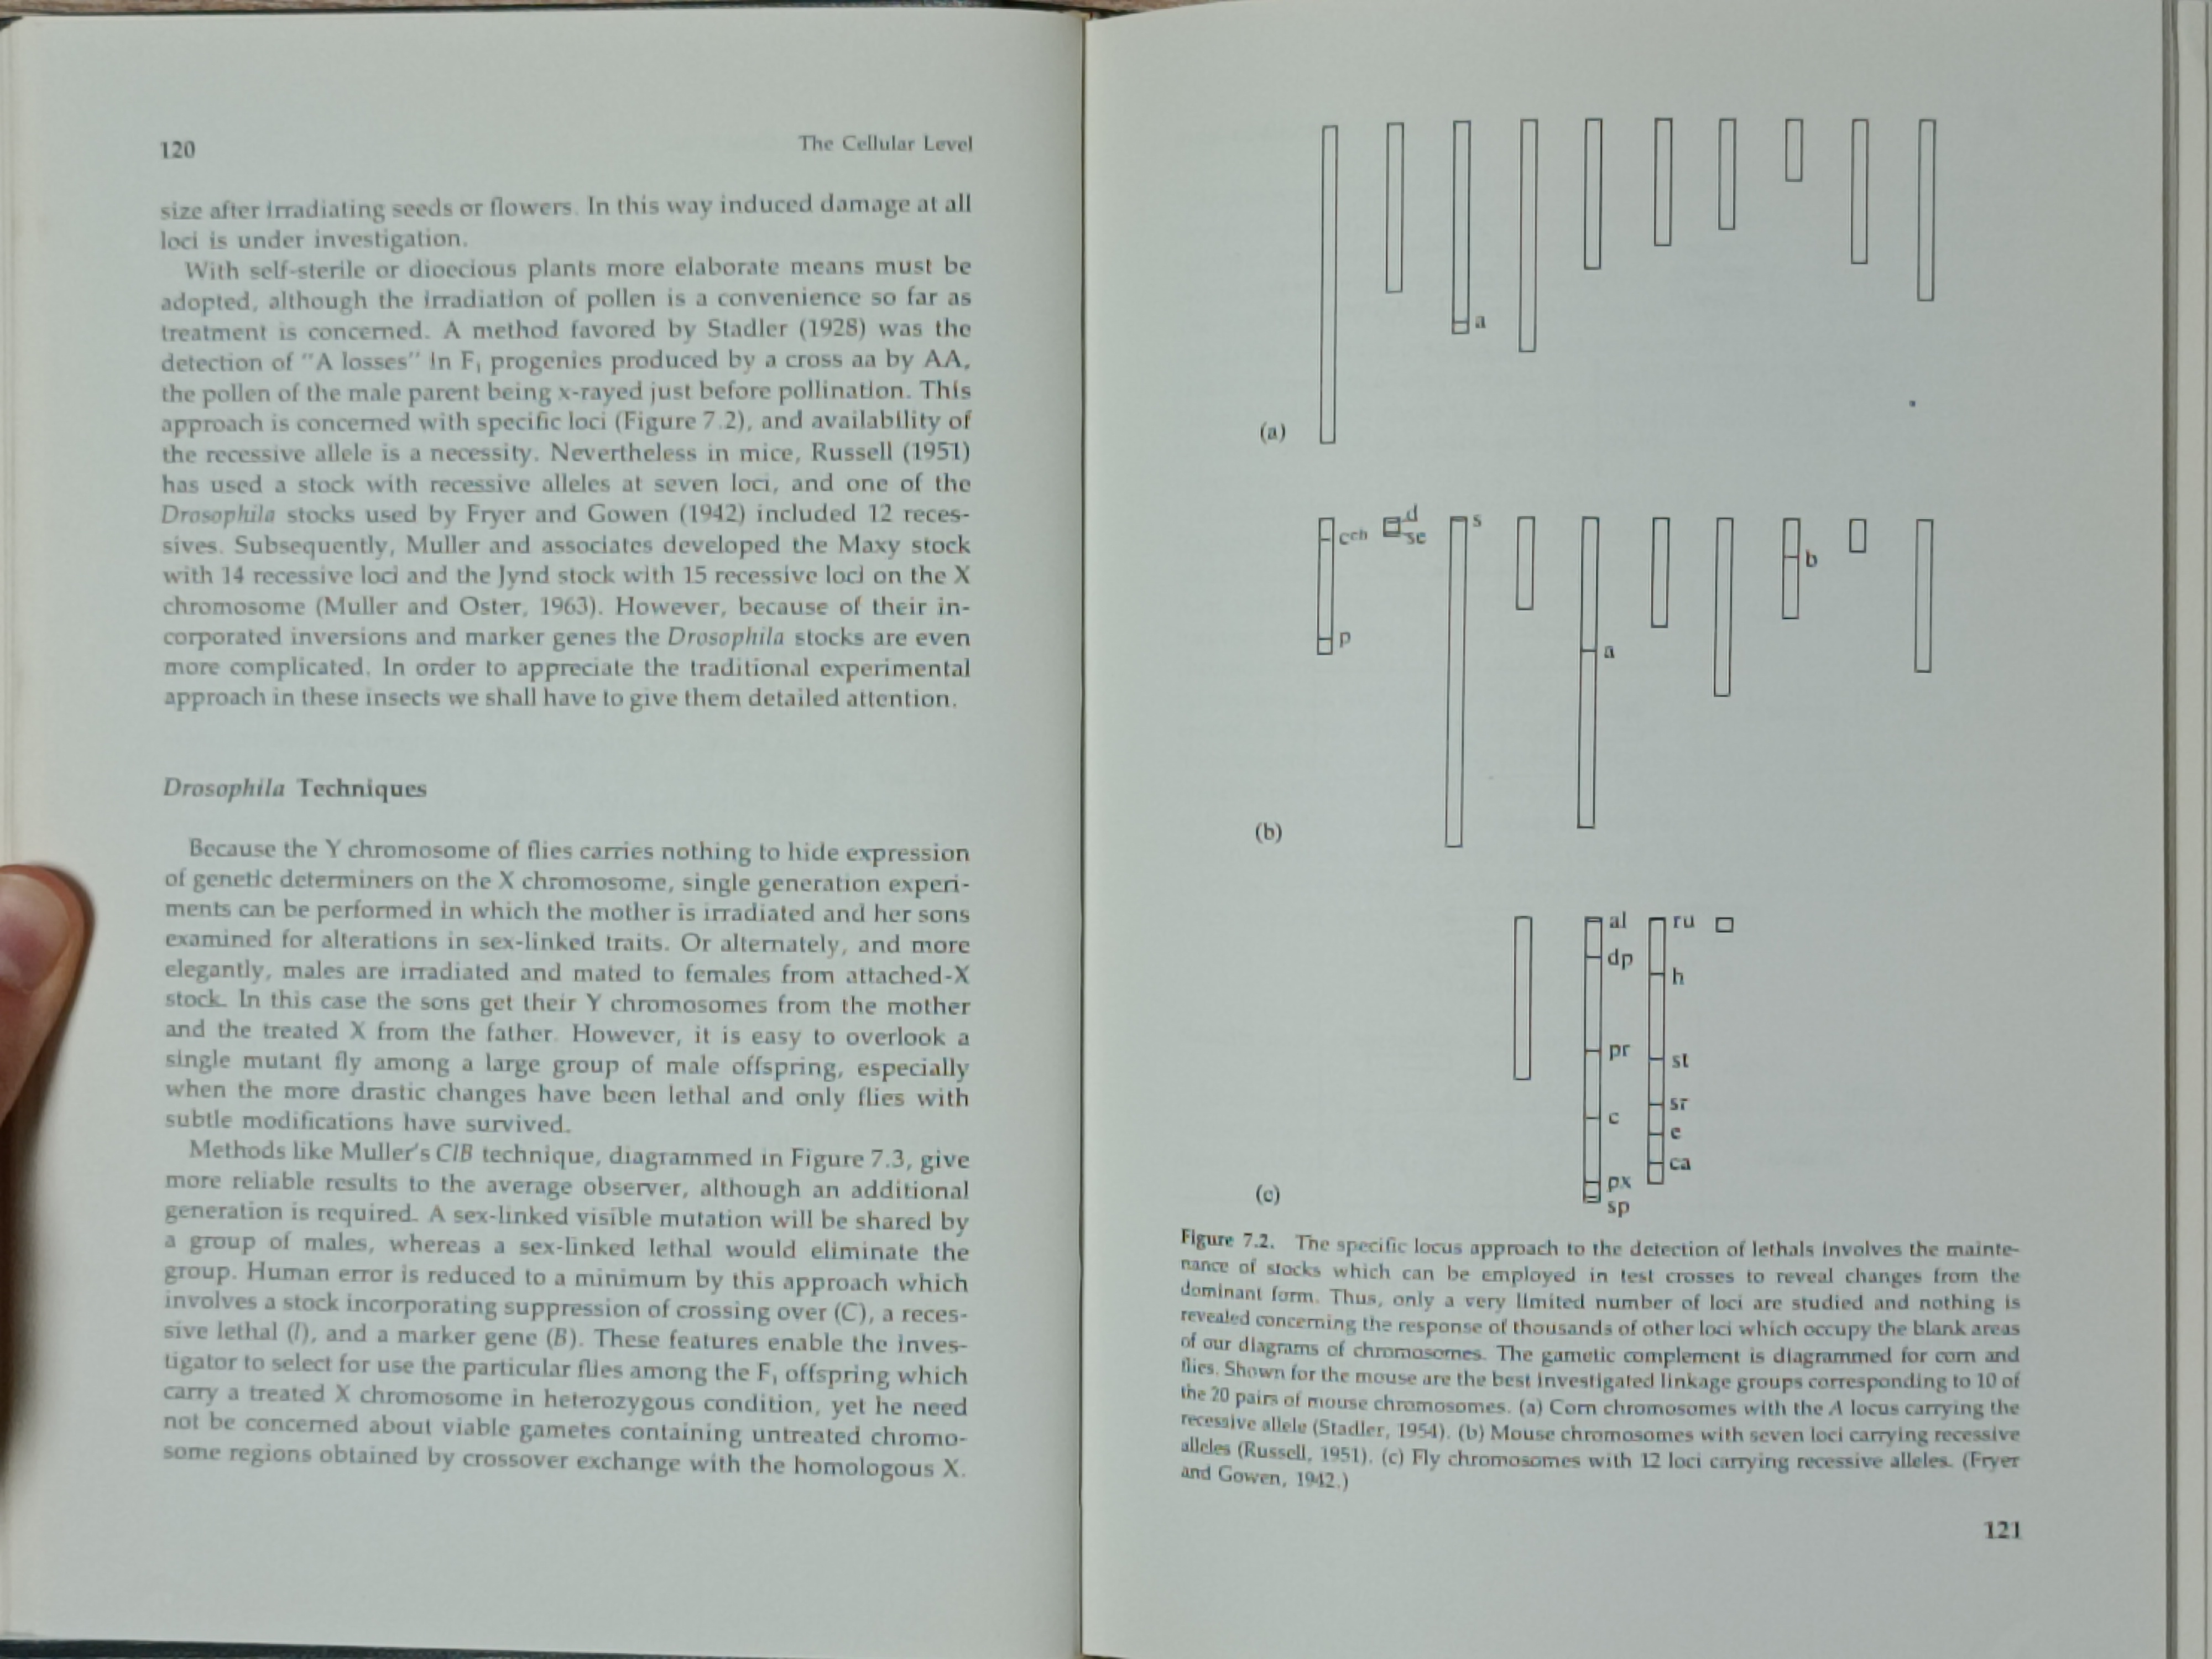 120
The Cellular Level
size after irradiating seeds or flowers. In this way induced damage at all
loci is under investigation.
With self-sterile or dioecious plants more elaborate means must be
adopted, although the irradiation of pollen is a convenience so far as
treatment is concerned. A method favored by Stadler (1928) was the
detection of "A losses" in F₁ progenies produced by a cross aa by AA,
the pollen of the male parent being x-rayed just before pollination. This
approach is concerned with specific loci (Figure 7.2), and availability of
the recessive allele is a necessity. Nevertheless in mice, Russell (1951)
has used a stock with recessive alleles at seven loci, and one of the
Drosophila stocks used by Fryer and Gowen (1942) included 12 reces-
sives. Subsequently, Muller and associates developed the Maxy stock
with 14 recessive loci and the Jynd stock with 15 recessive loci on the X
chromosome (Muller and Oster, 1963). However, because of their in-
corporated inversions and marker genes the Drosophila stocks are even
more complicated. In order to appreciate the traditional experimental
approach in these insects we shall have to give them detailed attention.
Drosophila Techniques
Because the Y chromosome of flies carries nothing to hide expression
of genetic determiners on the X chromosome, single generation experi-
ments can be performed in which the mother is irradiated and her sons
examined for alterations in sex-linked traits. Or alternately, and more
elegantly, males are irradiated and mated to females from attached-X
stock. In this case the sons get their Y chromosomes from the mother
and the treated X from the father. However, it is easy to overlook a
single mutant fly among a large group of male offspring, especially
when the more drastic changes have been lethal and only flies with
subtle modifications have survived.
Methods like Muller's ClB technique, diagrammed in Figure 7.3, give
more reliable results to the average observer, although an additional
generation is required. A sex-linked visible mutation will be shared by
a group of males, whereas a sex-linked lethal would eliminate the
group. Human error is reduced to a minimum by this approach which
involves a stock incorporating suppression of crossing over (C), a reces-
sive lethal (l), and a marker gene (B). These features enable the inves-
tigator to select for use the particular flies among the F₁ offspring which
carry a treated X chromosome in heterozygous condition, yet he need
not be concerned about viable gametes containing untreated chromo-
some regions obtained by crossover exchange with the homologous X.
a
(a)
cch
d
se
s
p
a
b
(b)
al
dp
pr
c
px
sp
ru
h
st
sr
e
ca
(c)
Figure 7.2. The specific locus approach to the detection of lethals involves the mainte-
nance of stocks which can be employed in test crosses to reveal changes from the
dominant form. Thus, only a very limited number of loci are studied and nothing is
revealed concerning the response of thousands of other loci which occupy the blank areas
of our diagrams of chromosomes. The gametic complement is diagrammed for corn and
flies. Shown for the mouse are the best investigated linkage groups corresponding to 10 of
the 20 pairs of mouse chromosomes. (a) Corn chromosomes with the A locus carrying the
recessive allele (Stadler, 1954). (b) Mouse chromosomes with seven loci carrying recessive
alleles (Russell, 1951). (c) Fly chromosomes with 12 loci carrying recessive alleles. (Fryer
and Gowen, 1942.)
121